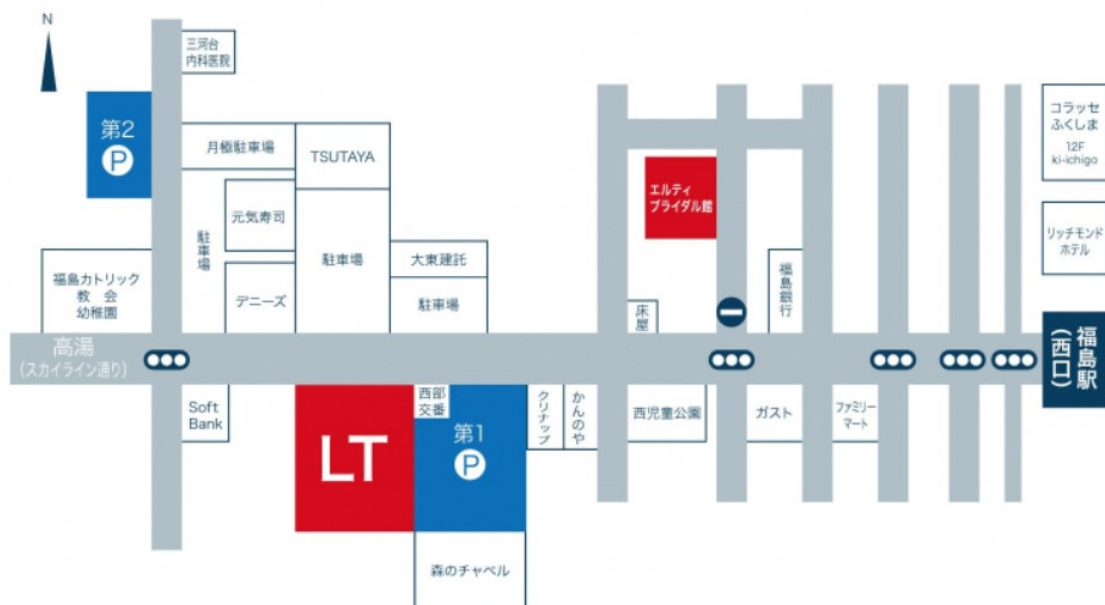 N
三河台
内科医院
第2
P
月極駐車場
TSUTAYA
元気寿司
駐車場
駐車場
デニーズ
大東建託
駐車場
福島カトリック
教 会
幼稚園
エルティ
ブライダル館
床屋
福島銀行
コラッセ
ふくしま
12F
ki-ichigo
リッチモンド
ホテル
福島駅
(西口)
高湯
(スカイライン通り)
Soft
Bank
LT
西部
交番
第1
P
クリナップ
かんのや
西児童公園
ガスト
ファミリー
マート
森のチャペル